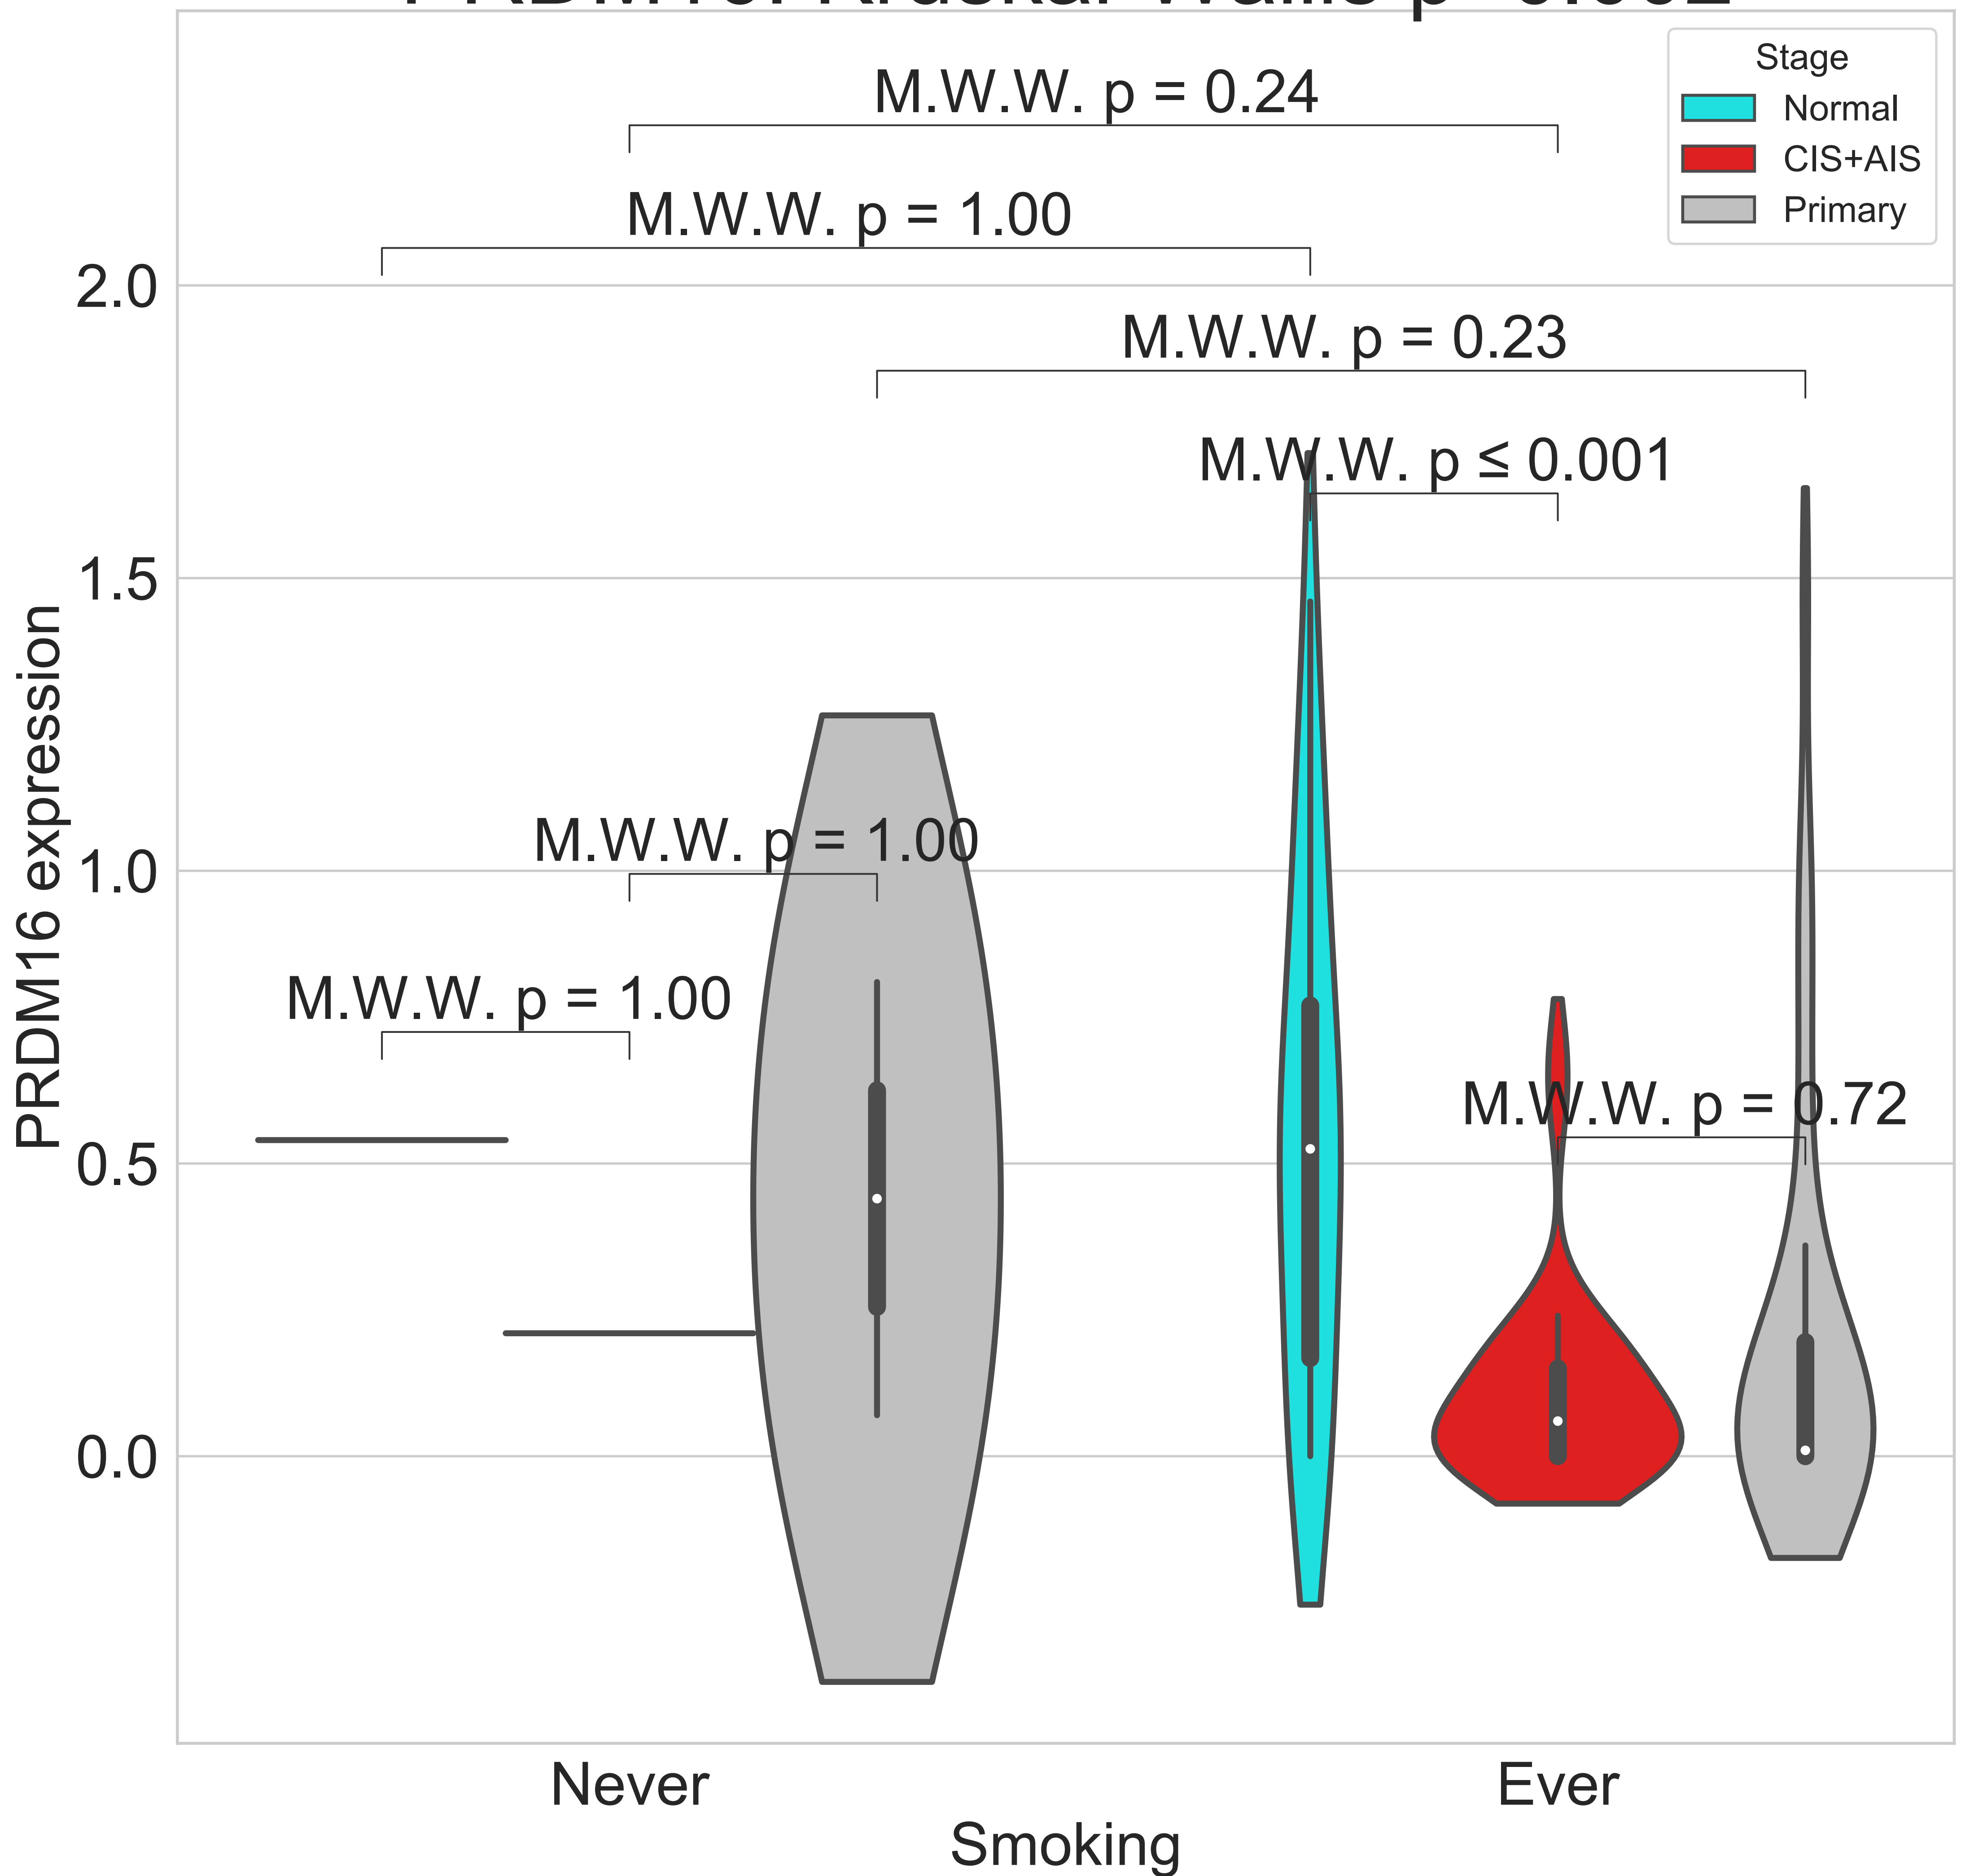 Stage
Normal
CIS+AIS
Primary
M.W.W. p = 0.24
M.W.W. p = 1.00
M.W.W. p = 0.23
M.W.W. p ≤ 0.001
M.W.W. p = 1.00
M.W.W. p = 1.00
M.W.W. p = 0.72
2.0
1.5
1.0
0.5
0.0
PRDM16 expression
Never
Ever
Smoking